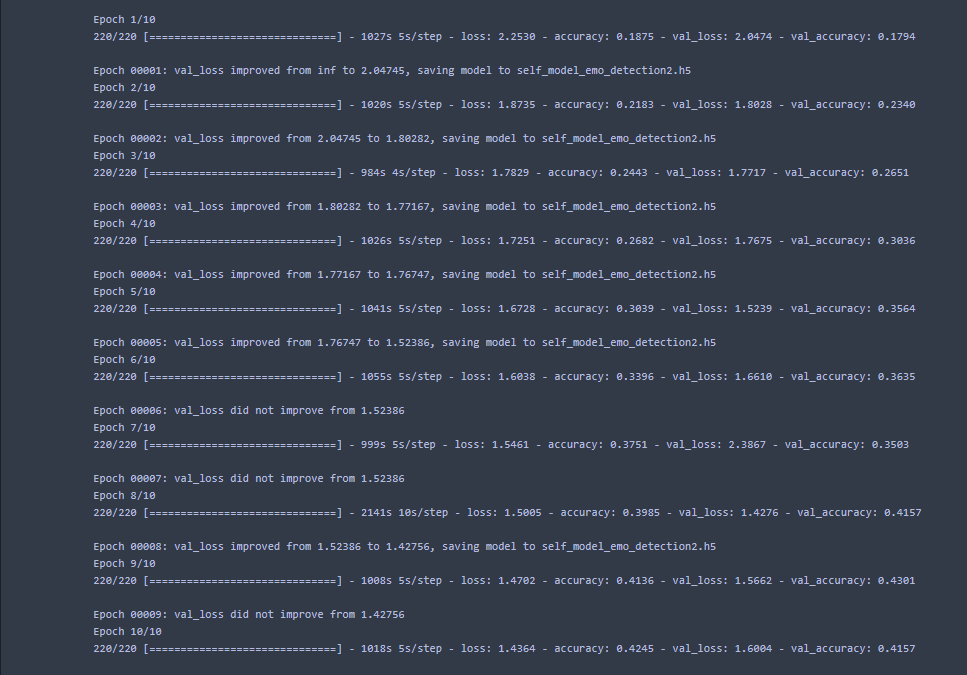 Epoch 1/10
220/220 [==============================] - 1027s 5s/step - loss: 2.2530 - accuracy: 0.1875 - val_loss: 2.0474 - val_accuracy: 0.1794
Epoch 00001: val_loss improved from inf to 2.04745, saving model to self_model_emo_detection2.h5
Epoch 2/10
220/220 [==============================] - 1020s 5s/step - loss: 1.8735 - accuracy: 0.2183 - val_loss: 1.8028 - val_accuracy: 0.2340
Epoch 00002: val_loss improved from 2.04745 to 1.80282, saving model to self_model_emo_detection2.h5
Epoch 3/10
220/220 [==============================] - 984s 4s/step - loss: 1.7829 - accuracy: 0.2443 - val_loss: 1.7717 - val_accuracy: 0.2651
Epoch 00003: val_loss improved from 1.80282 to 1.77167, saving model to self_model_emo_detection2.h5
Epoch 4/10
220/220 [==============================] - 1026s 5s/step - loss: 1.7251 - accuracy: 0.2682 - val_loss: 1.7675 - val_accuracy: 0.3036
Epoch 00004: val_loss improved from 1.77167 to 1.76747, saving model to self_model_emo_detection2.h5
Epoch 5/10
220/220 [==============================] - 1041s 5s/step - loss: 1.6728 - accuracy: 0.3039 - val_loss: 1.5239 - val_accuracy: 0.3564
Epoch 00005: val_loss improved from 1.76747 to 1.52386, saving model to self_model_emo_detection2.h5
Epoch 6/10
220/220 [==============================] - 1055s 5s/step - loss: 1.6038 - accuracy: 0.3396 - val_loss: 1.6610 - val_accuracy: 0.3635
Epoch 00006: val_loss did not improve from 1.52386
Epoch 7/10
220/220 [==============================] - 999s 5s/step - loss: 1.5461 - accuracy: 0.3751 - val_loss: 2.3867 - val_accuracy: 0.3503
Epoch 00007: val_loss did not improve from 1.52386
Epoch 8/10
220/220 [==============================] - 2141s 10s/step - loss: 1.5005 - accuracy: 0.3985 - val_loss: 1.4276 - val_accuracy: 0.4157
Epoch 00008: val_loss improved from 1.52386 to 1.42756, saving model to self_model_emo_detection2.h5
Epoch 9/10
220/220 [==============================] - 1008s 5s/step - loss: 1.4702 - accuracy: 0.4136 - val_loss: 1.5662 - val_accuracy: 0.4301
Epoch 00009: val_loss did not improve from 1.42756
Epoch 10/10
220/220 [==============================] - 1018s 5s/step - loss: 1.4364 - accuracy: 0.4245 - val_loss: 1.6004 - val_accuracy: 0.4157